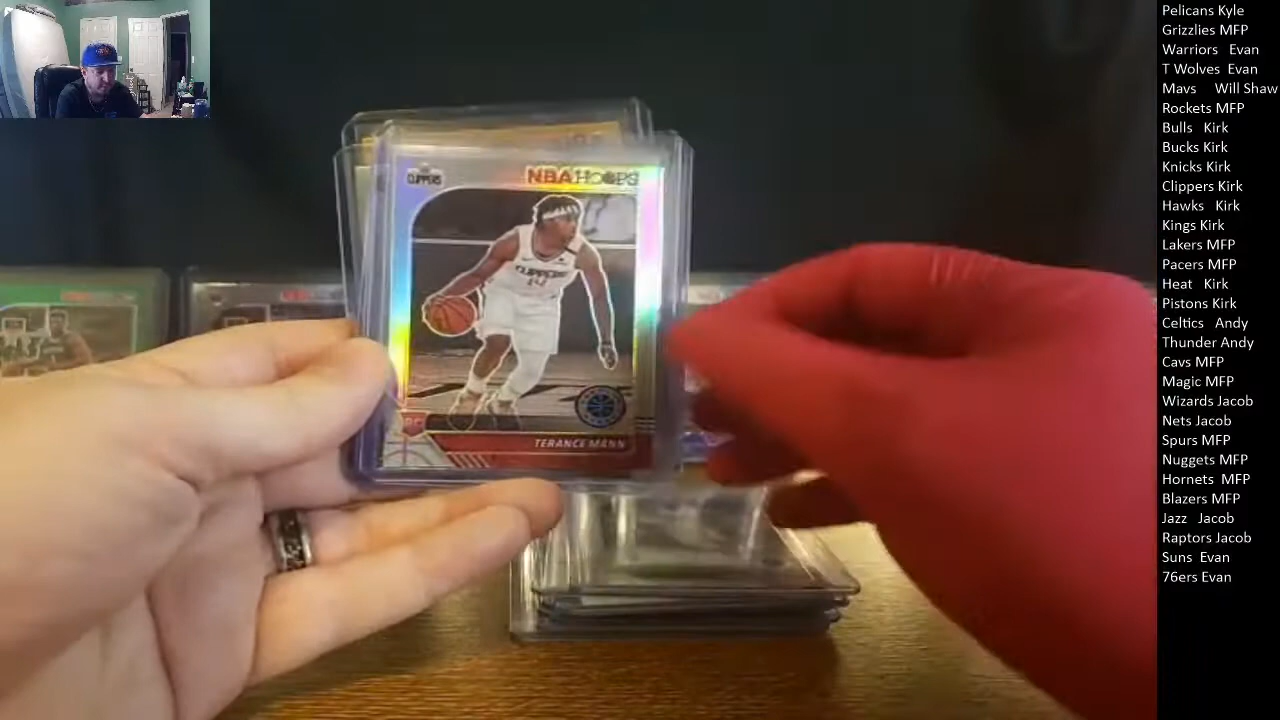 CLIPPERS
NBA HOOPS
CLIPPERS
14
RC
TERANCE MANN
Pelicans Kyle
Grizzlies MFP
Warriors Evan
T Wolves Evan
Mavs Will Shaw
Rockets MFP
Bulls Kirk
Bucks Kirk
Knicks Kirk
Clippers Kirk
Hawks Kirk
Kings Kirk
Lakers MFP
Pacers MFP
Heat Kirk
Pistons Kirk
Celtics Andy
Thunder Andy
Cavs MFP
Magic MFP
Wizards Jacob
Nets Jacob
Spurs MFP
Nuggets MFP
Hornets MFP
Blazers MFP
Jazz Jacob
Raptors Jacob
Suns Evan
76ers Evan